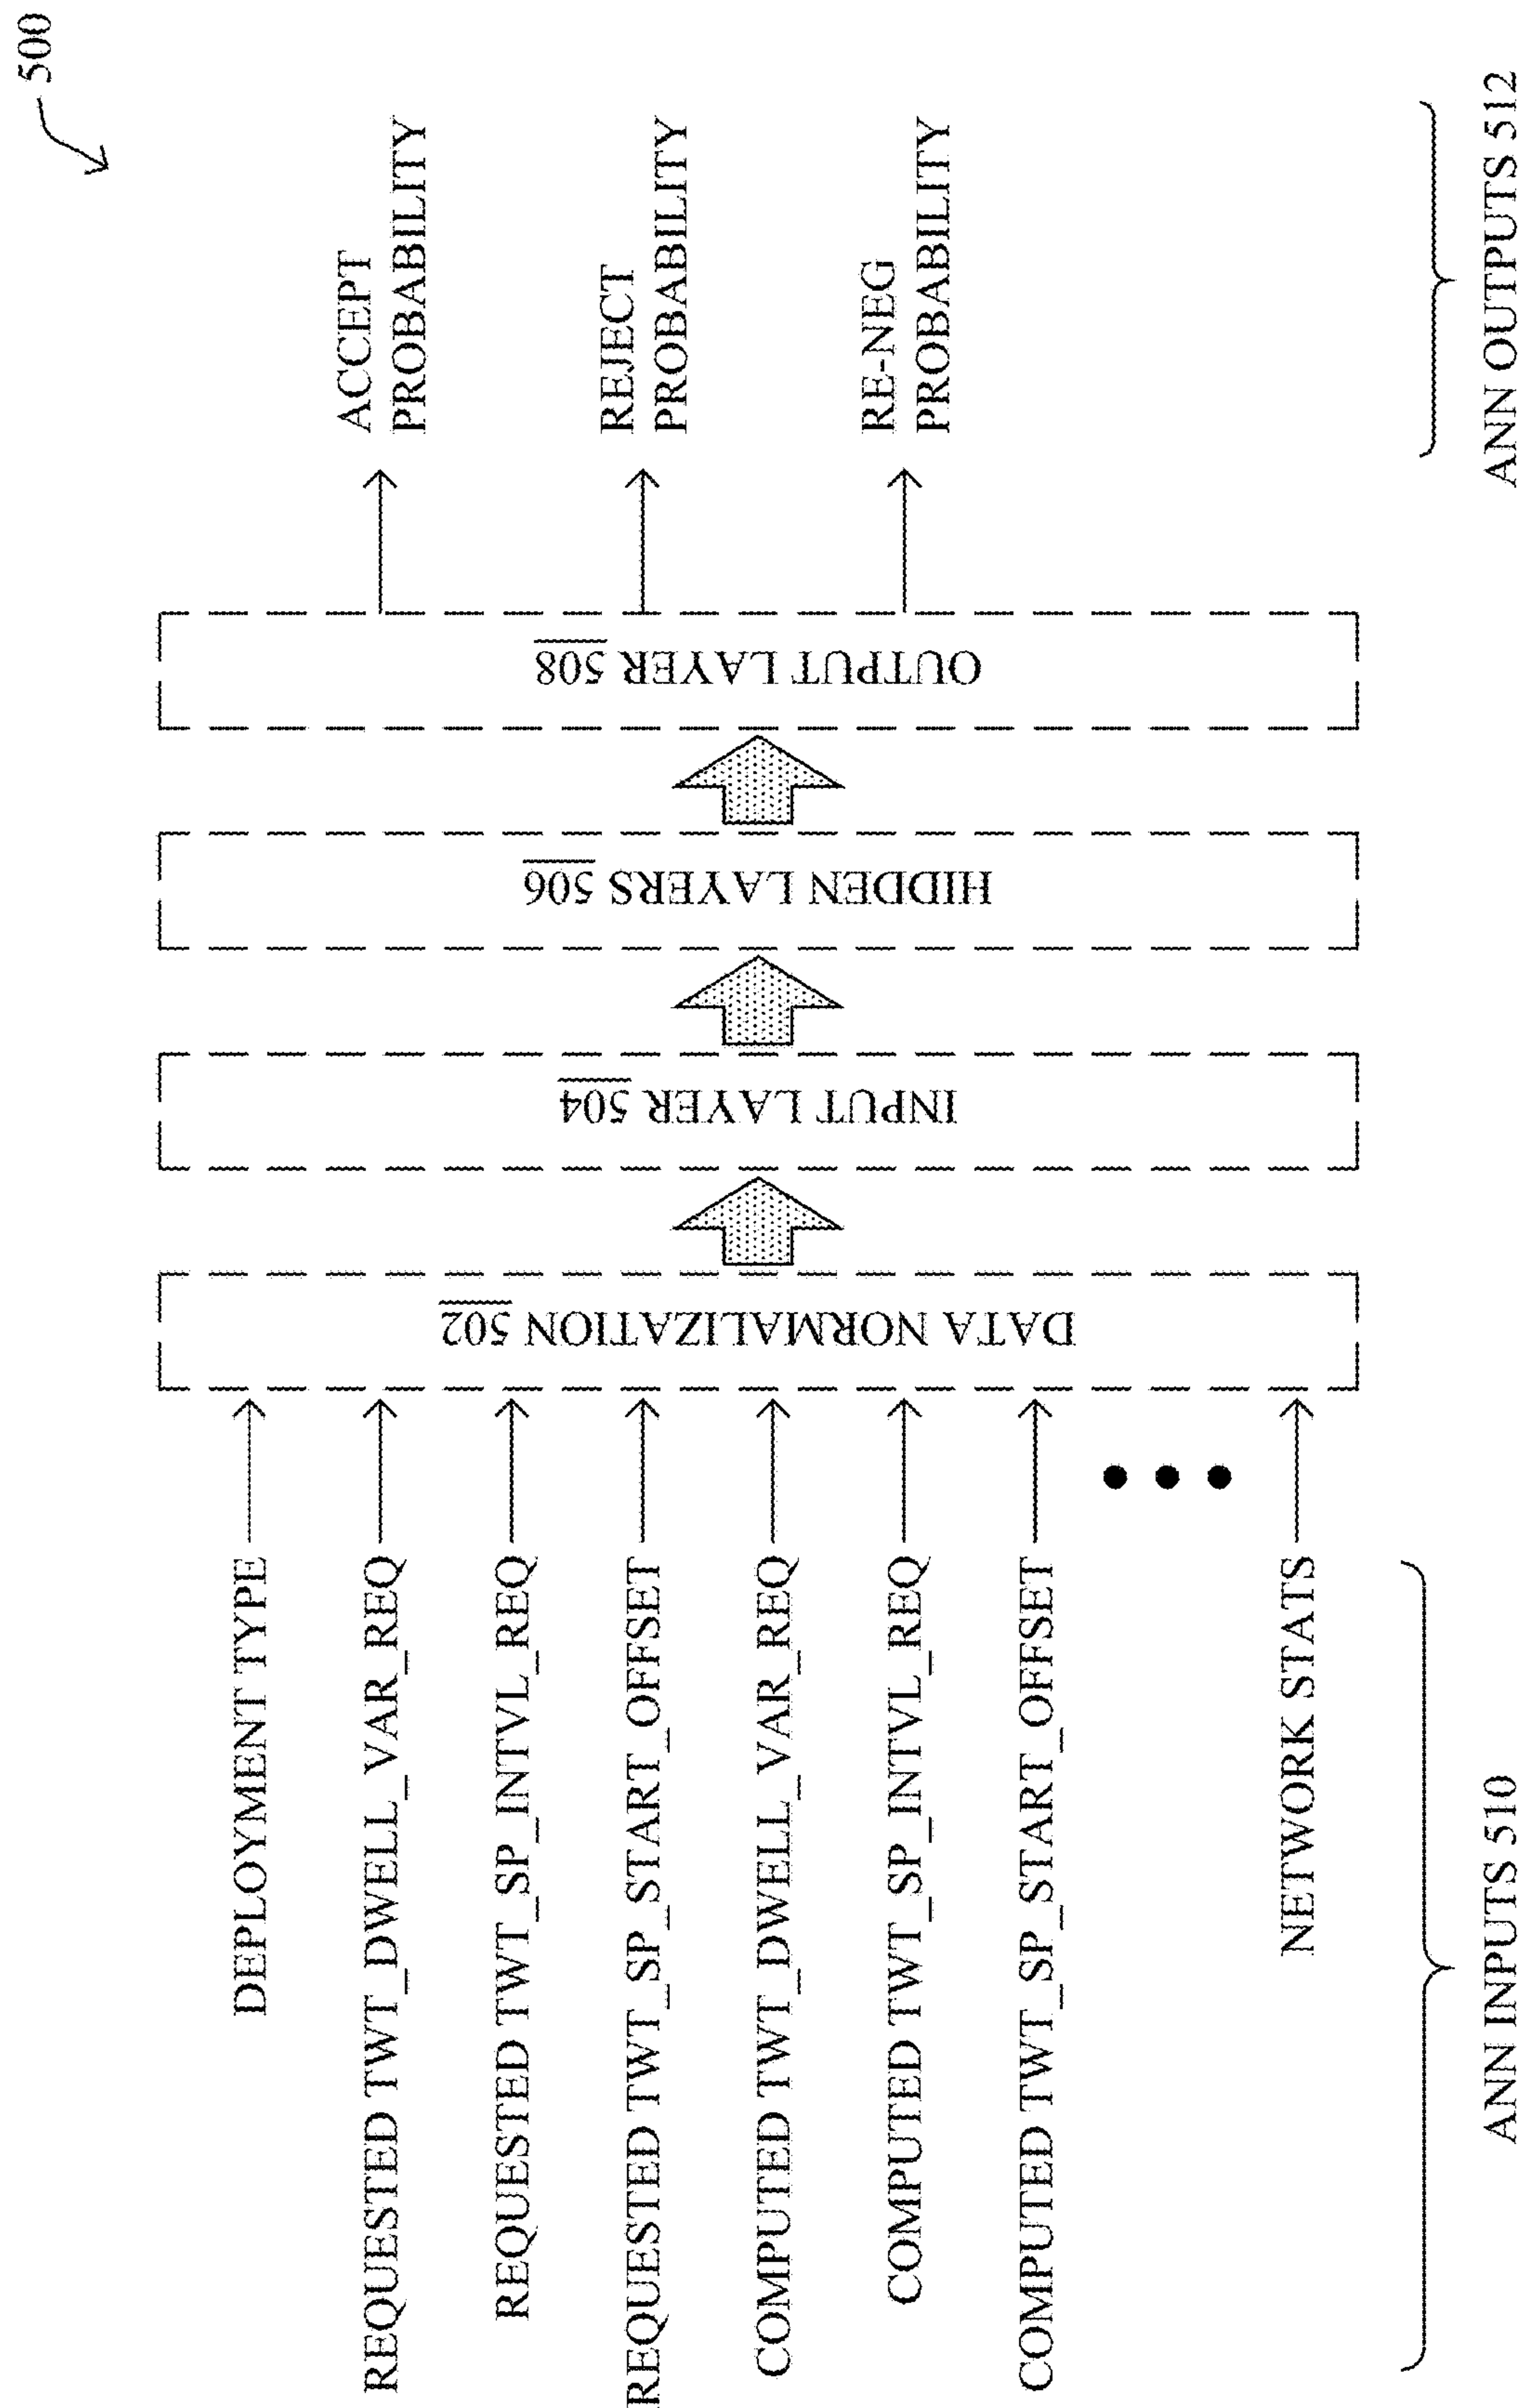 500
DEPLOYMENT TYPE
REQUESTED TWT_DWELL_VAR_REQ
REQUESTED TWT_SP_INTVL_REQ
REQUESTED TWT_SP_START_OFFSET
COMPUTED TWT_DWELL_VAR_REQ
COMPUTED TWT_SP_INTVL_REQ
COMPUTED TWT_SP_START_OFFSET
NETWORK STATS
ANN INPUTS 510
DATA NORMALIZATION 502
INPUT LAYER 504
HIDDEN LAYERS 506
OUTPUT LAYER 508
ACCEPT
PROBABILITY
REJECT
PROBABILITY
RE-NEG
PROBABILITY
ANN OUTPUTS 512